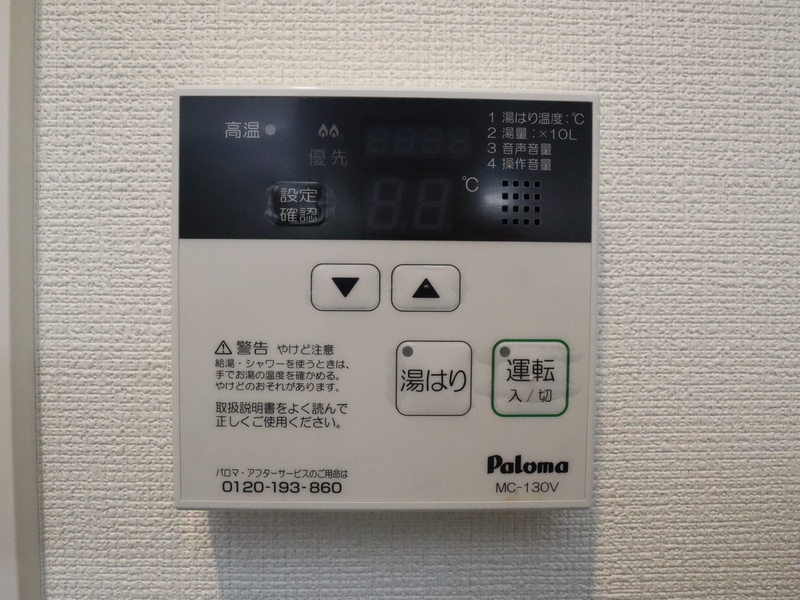 高温
優先
設定
確認
℃
1 湯はり温度:℃
2 湯量:×10L
3 音声音量
4 操作音量
▼ ▲
⚠警告 やけど注意
給湯・シャワーを使うときは、
手でお湯の温度を確かめる。
やけどのおそれがあります。
取扱説明書をよく読んで
正しくご使用ください。
湯はり
運転
入/切
パロマ・アフターサービスのご用命は
0120-193-860
Paloma
MC-130V